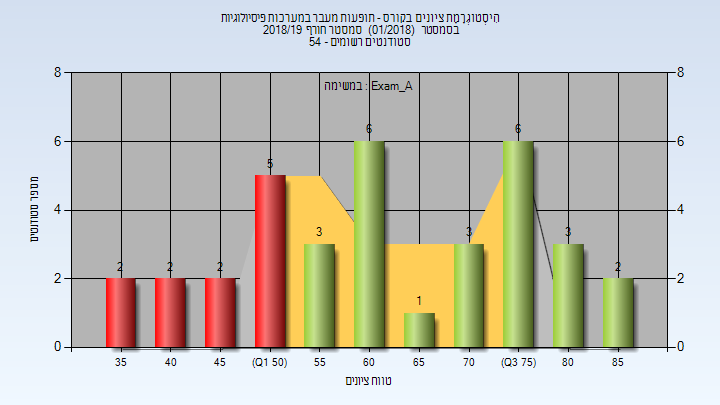 היסטוגרמת ציונים בקורס - תופעות מעבר במערכות פיסיולוגיות
בסמסטר (01/2018) סמסטר חורף 2018/19
סטודנטים רשומים - 54
במשימה : Exam_A
מספר סטודנטים
8 8
6 6
4 4
2 2
0 0
2 2 2 5 3 6 1 3 6 3 2
35 40 45 (Q1 50) 55 60 65 70 (Q3 75) 80 85
טווח ציונים